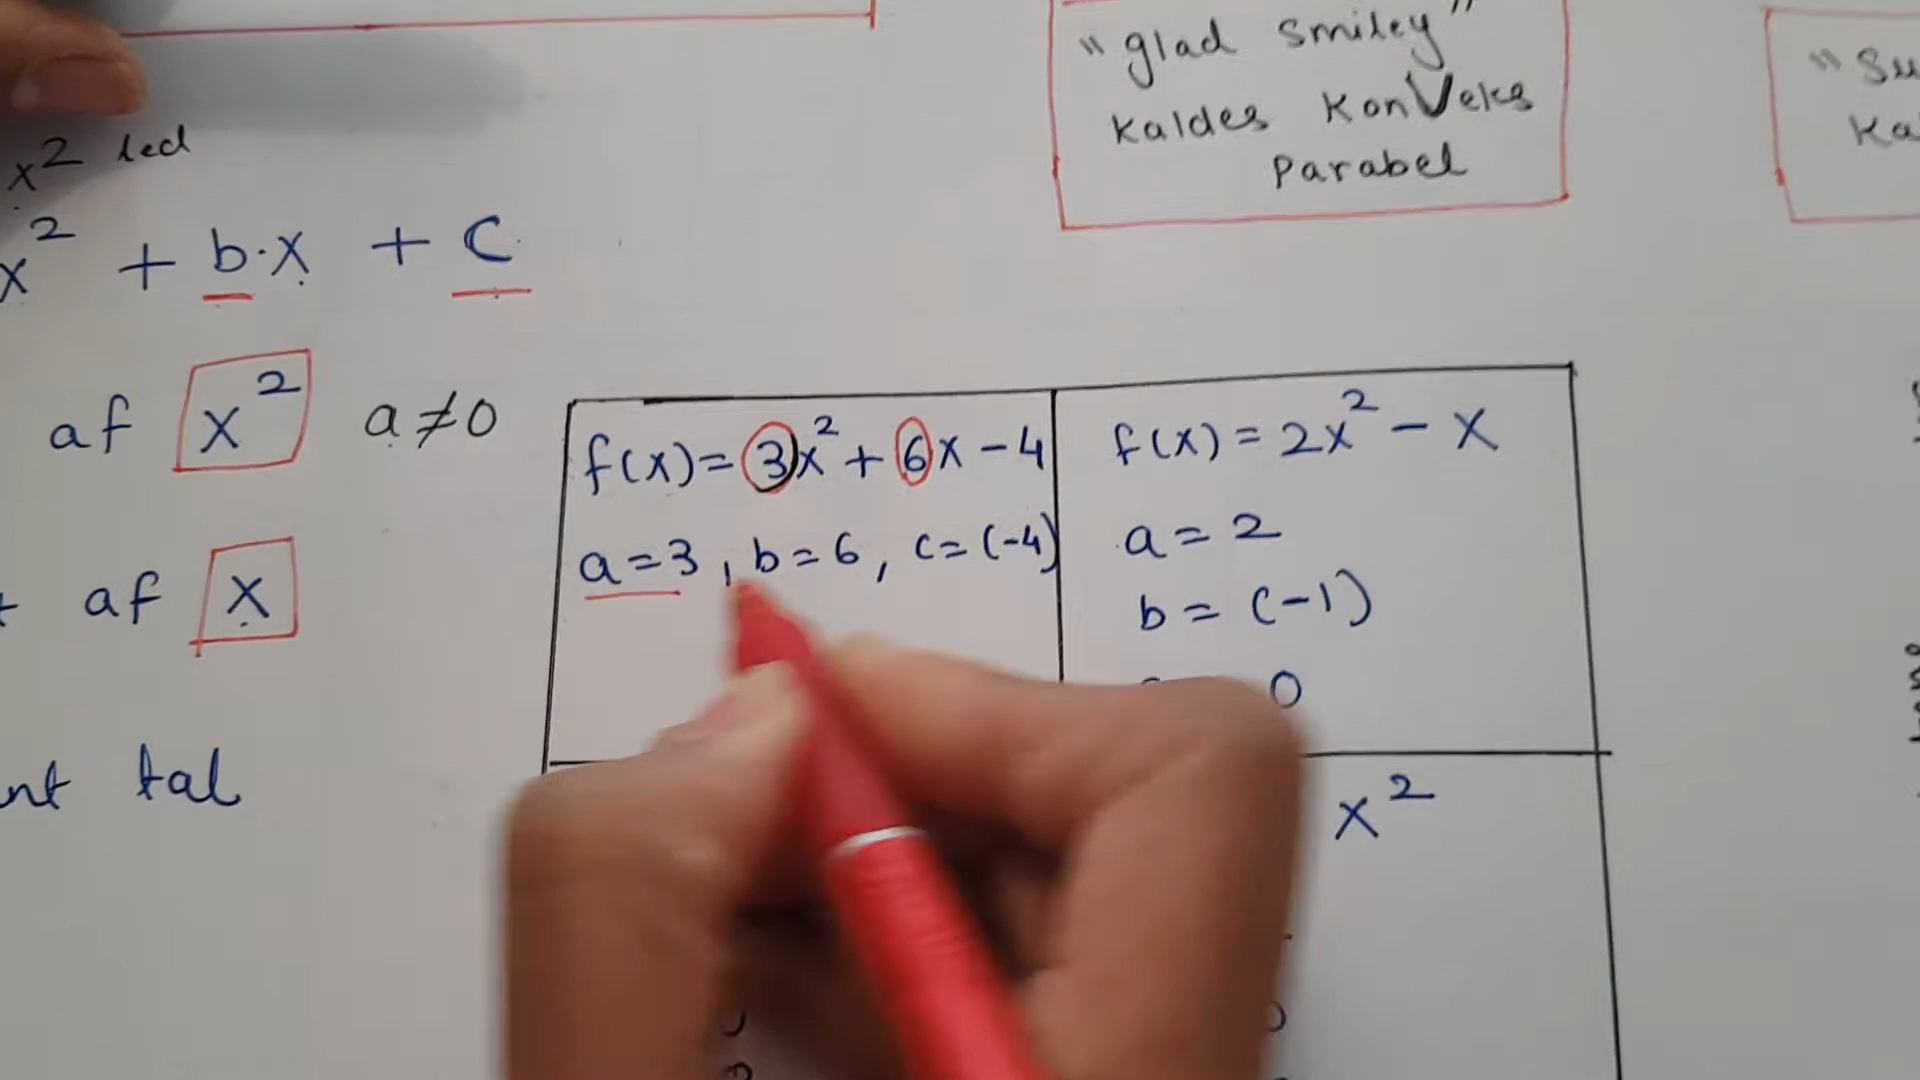 "glad smiley"
kaldes konVeks
Parabel
x² led
x² + b·x + c
af x² a≠0
af x
tal
f(x)=3x²+6x-4
a=3, b=6, c=(-4)
f(x)=2x²-x
a=2
b=(-1)
0
x²